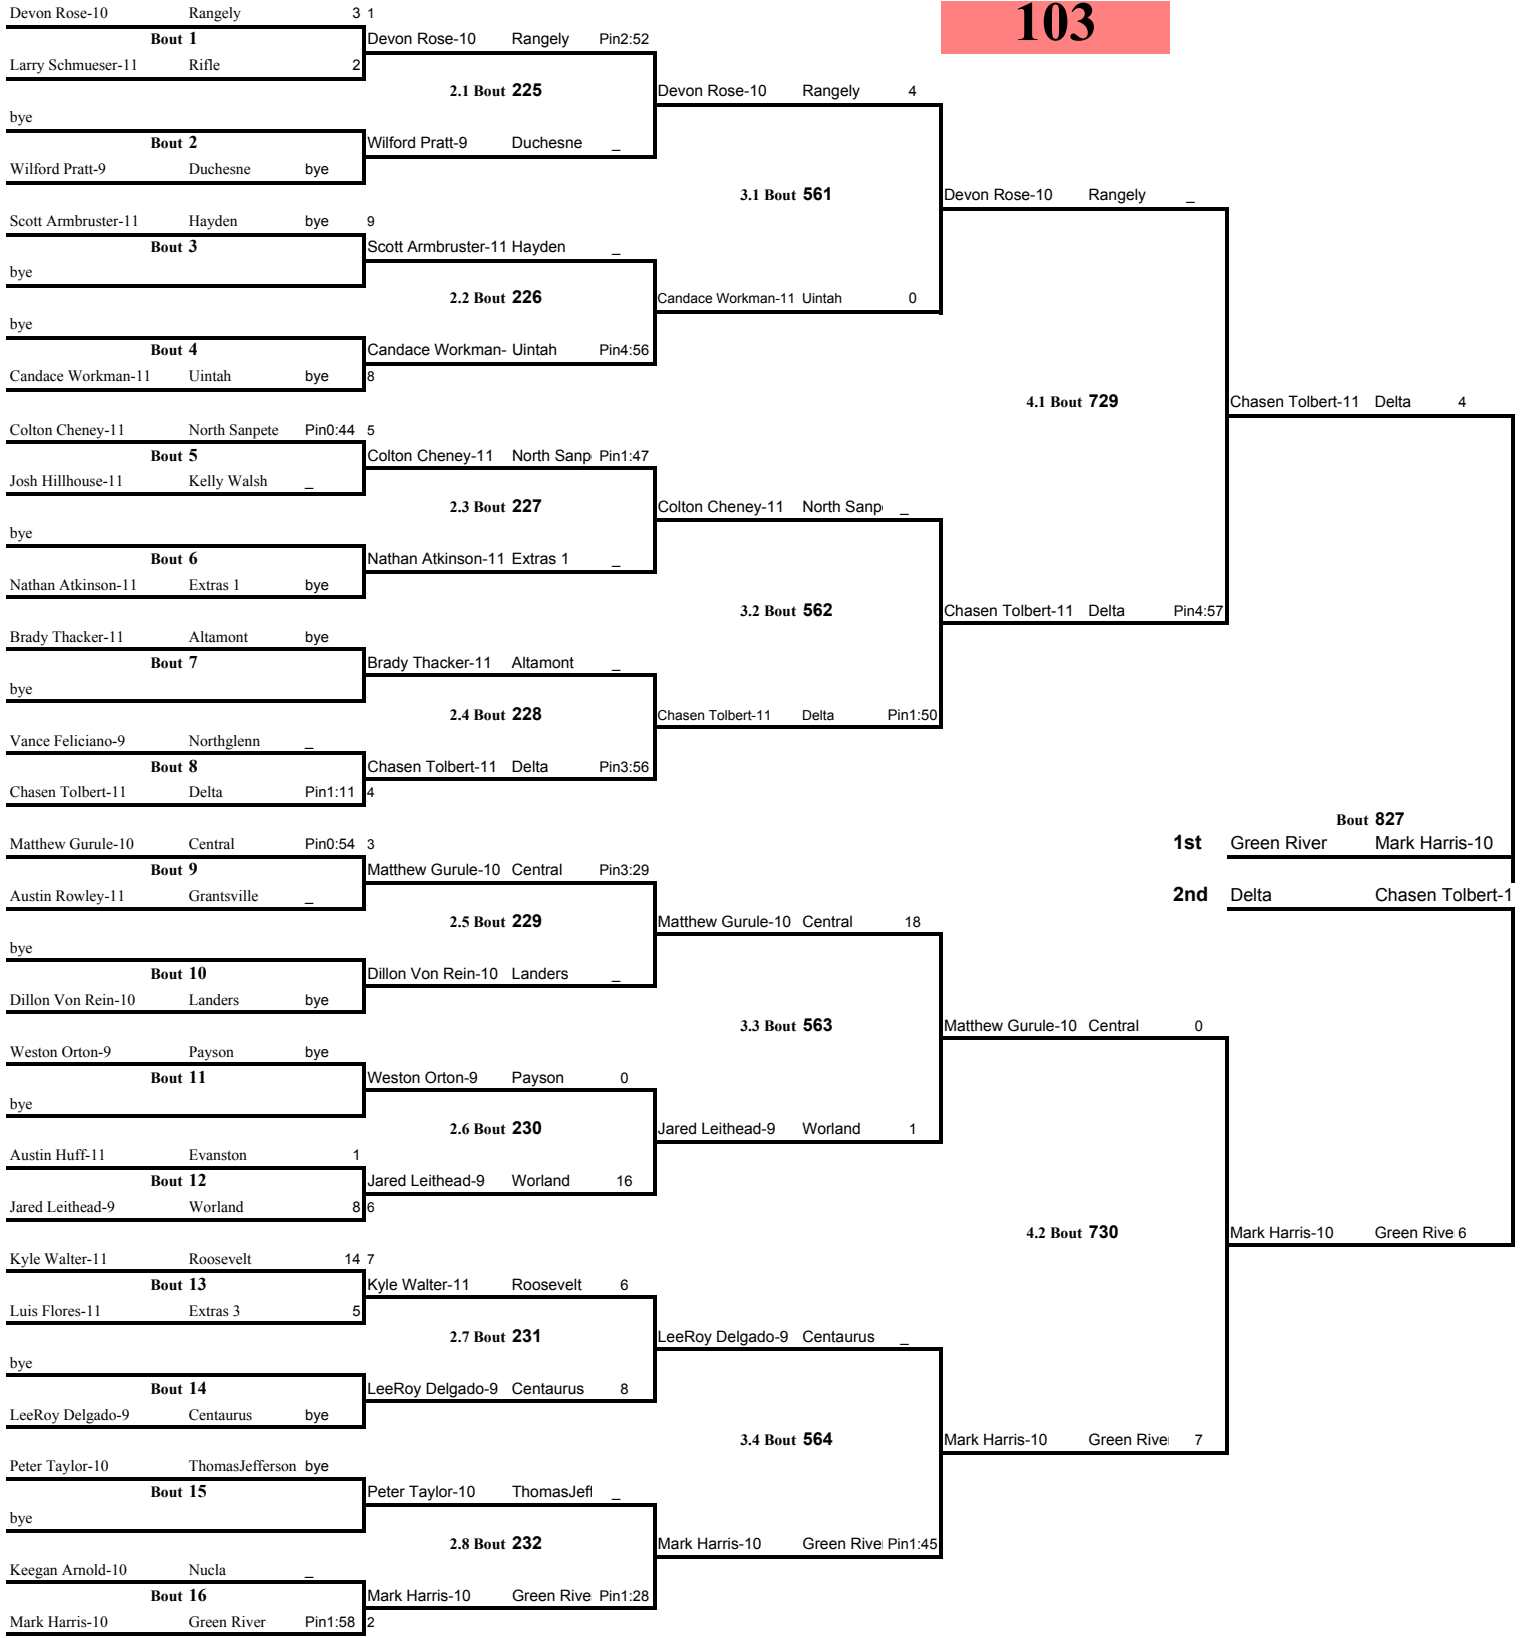 103
Devon Rose-10 Rangely 3 1
Bout 1
Devon Rose-10 Rangely Pin2:52
Larry Schmueser-11 Rifle 2
2.1 Bout 225
Devon Rose-10 Rangely 4
bye
Bout 2
Wilford Pratt-9 Duchesne _
Wilford Pratt-9 Duchesne bye
3.1 Bout 561
Devon Rose-10 Rangely _
Scott Armbruster-11 Hayden bye 9
Bout 3
Scott Armbruster-11 Hayden _
bye
2.2 Bout 226
Candace Workman-11 Uintah 0
bye
Bout 4
Candace Workman- Uintah Pin4:56
Candace Workman-11 Uintah bye 8
4.1 Bout 729
Chasen Tolbert-11 Delta 4
Colton Cheney-11 North Sanpete Pin0:44 5
Bout 5
Colton Cheney-11 North Sanp Pin1:47
Josh Hillhouse-11 Kelly Walsh _
2.3 Bout 227
Colton Cheney-11 North Sanp _
bye
Bout 6
Nathan Atkinson-11 Extras 1 _
Nathan Atkinson-11 Extras 1 bye
3.2 Bout 562
Chasen Tolbert-11 Delta Pin4:57
Brady Thacker-11 Altamont bye
Bout 7
Brady Thacker-11 Altamont _
bye
2.4 Bout 228
Chasen Tolbert-11 Delta Pin1:50
Vance Feliciano-9 Northglenn _
Bout 8
Chasen Tolbert-11 Delta Pin3:56
Chasen Tolbert-11 Delta Pin1:11 4
Bout 827
1st Green River Mark Harris-10
Matthew Gurule-10 Central Pin0:54 3
Bout 9
Matthew Gurule-10 Central Pin3:29
Austin Rowley-11 Grantsville _
2nd Delta Chasen Tolbert-1
2.5 Bout 229
Matthew Gurule-10 Central 18
bye
Bout 10
Dillon Von Rein-10 Landers _
Dillon Von Rein-10 Landers bye
3.3 Bout 563
Matthew Gurule-10 Central 0
Weston Orton-9 Payson bye
Bout 11
Weston Orton-9 Payson 0
bye
2.6 Bout 230
Jared Leithead-9 Worland 1
Austin Huff-11 Evanston 1
Bout 12
Jared Leithead-9 Worland 16
Jared Leithead-9 Worland 8 6
4.2 Bout 730
Mark Harris-10 Green Rive 6
Kyle Walter-11 Roosevelt 14 7
Bout 13
Kyle Walter-11 Roosevelt 6
Luis Flores-11 Extras 3 5
2.7 Bout 231
LeeRoy Delgado-9 Centaurus _
bye
Bout 14
LeeRoy Delgado-9 Centaurus 8
LeeRoy Delgado-9 Centaurus bye
3.4 Bout 564
Mark Harris-10 Green Rive 7
Peter Taylor-10 ThomasJefferson bye
Bout 15
Peter Taylor-10 ThomasJeff _
bye
2.8 Bout 232
Mark Harris-10 Green Rive Pin1:45
Keegan Arnold-10 Nucla _
Bout 16
Mark Harris-10 Green Rive Pin1:28
Mark Harris-10 Green River Pin1:58 2